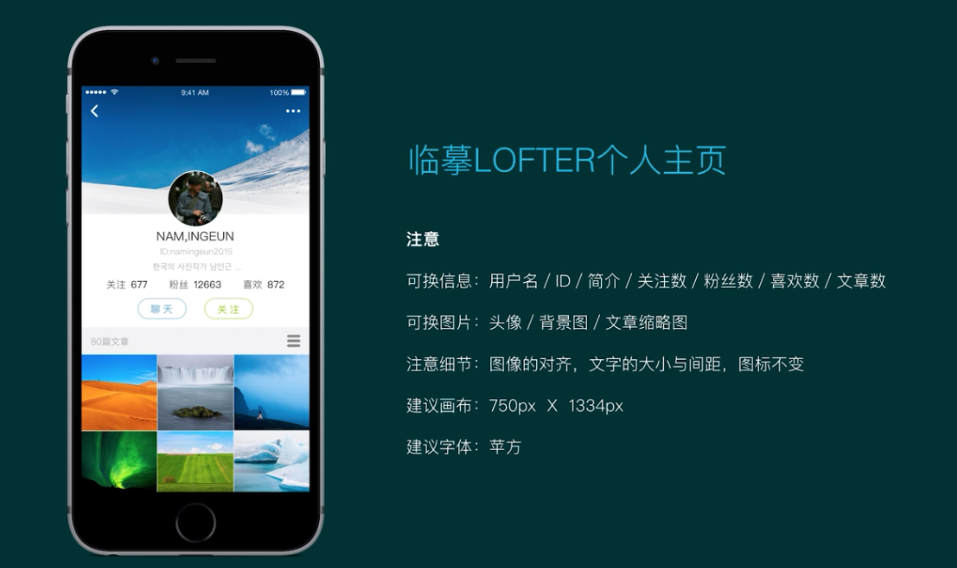 9:41 AM
100%
NAM,INGEUN
ID:namingeun2015
한국의 사진작가 남인근 ...
关注 677 粉丝 12663 喜欢 872
聊天 关注
80篇文章
临摹LOFTER个人主页
注意
可换信息：用户名 / ID / 简介 / 关注数 / 粉丝数 / 喜欢数 / 文章数
可换图片：头像 / 背景图 / 文章缩略图
注意细节：图像的对齐，文字的大小与间距，图标不变
建议画布：750px X 1334px
建议字体：苹方